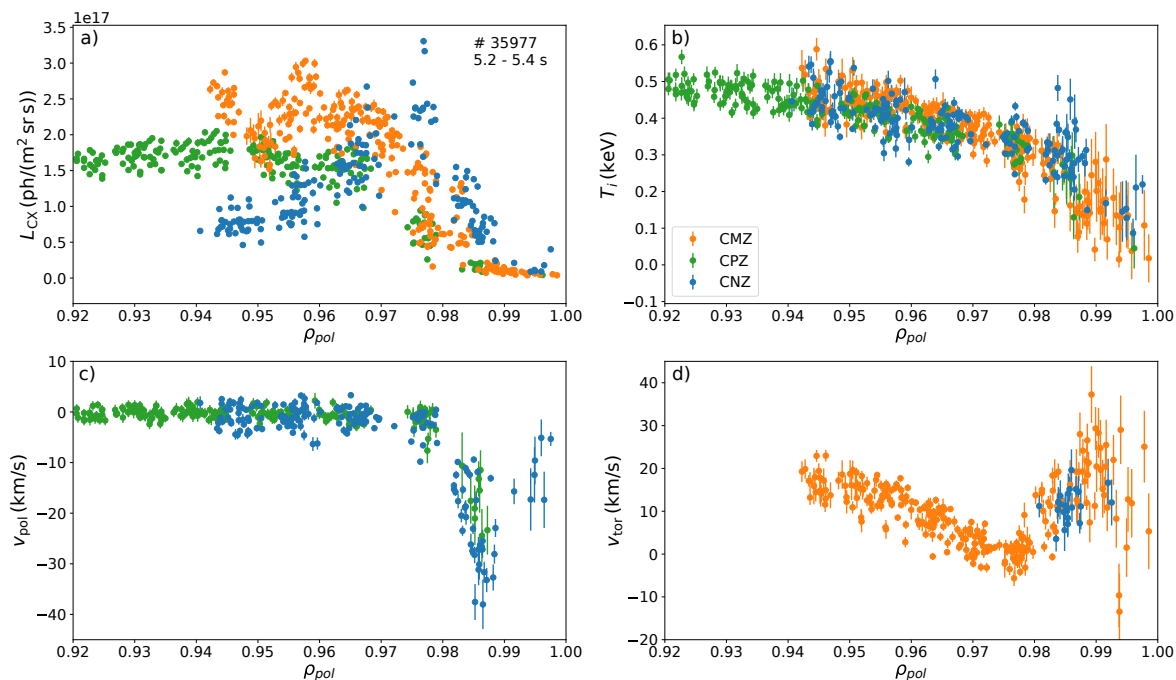 1e17
a)
# 35977
5.2 - 5.4 s
3.5
3.0
2.5
2.0
1.5
1.0
0.5
0.0
L_CX (ph/(m² sr s))
0.92 0.93 0.94 0.95 0.96 0.97 0.98 0.99 1.00
ρ_pol
b)
0.6
0.5
0.4
0.3
0.2
0.1
0.0
−0.1
T_i (keV)
CMZ
CPZ
CNZ
0.92 0.93 0.94 0.95 0.96 0.97 0.98 0.99 1.00
ρ_pol
c)
10
0
−10
−20
−30
−40
v_pol (km/s)
0.92 0.93 0.94 0.95 0.96 0.97 0.98 0.99 1.00
ρ_pol
d)
40
30
20
10
0
−10
−20
v_tor (km/s)
0.92 0.93 0.94 0.95 0.96 0.97 0.98 0.99 1.00
ρ_pol